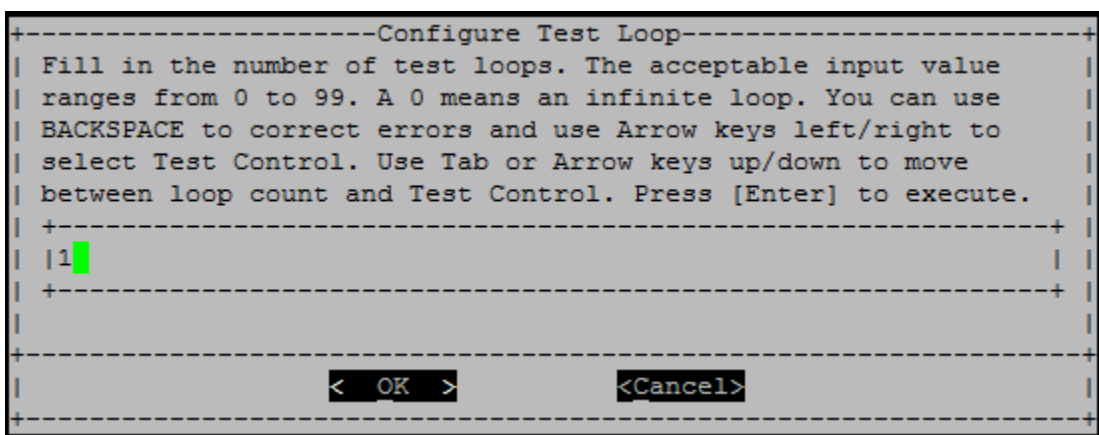 Configure Test Loop
Fill in the number of test loops. The acceptable input value
ranges from 0 to 99. A 0 means an infinite loop. You can use
BACKSPACE to correct errors and use Arrow keys left/right to
select Test Control. Use Tab or Arrow keys up/down to move
between loop count and Test Control. Press [Enter] to execute.
1
<  OK  > <Cancel>